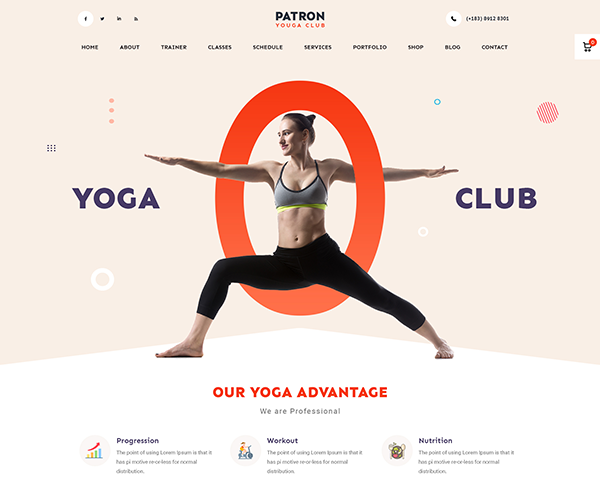 PATRON
YOUGA CLUB
(+183) 8912 8301
HOME ABOUT TRAINER CLASSES SCHEDULE SERVICES PORTFOLIO SHOP BLOG CONTACT
0
YOGA CLUB
OUR YOGA ADVANTAGE
We are Professional
Progression
The point of using Lorem Ipsum is that it
has pi motive re-or-less for normal
distribution.
Workout
The point of using Lorem Ipsum is that it
has pi motive re-or-less for normal
distribution.
Nutrition
The point of using Lorem Ipsum is that it
has pi motive re-or-less for normal
distribution.